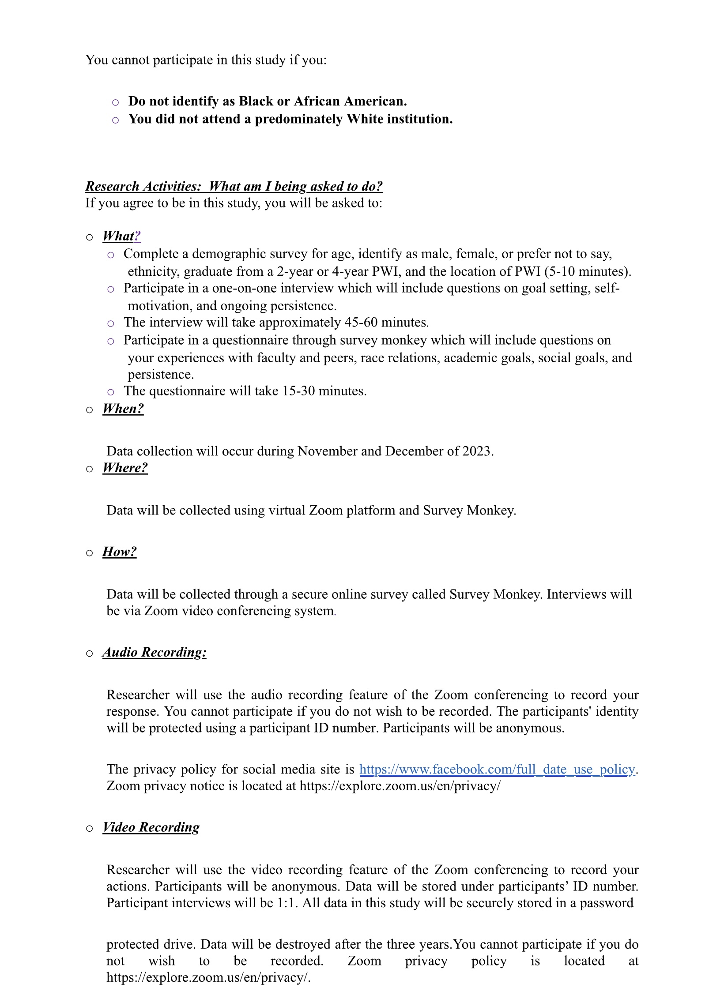 You cannot participate in this study if you:
○ Do not identify as Black or African American.
○ You did not attend a predominately White institution.
Research Activities: What am I being asked to do?
If you agree to be in this study, you will be asked to:
○ What?
○ Complete a demographic survey for age, identify as male, female, or prefer not to say,
ethnicity, graduate from a 2-year or 4-year PWI, and the location of PWI (5-10 minutes).
○ Participate in a one-on-one interview which will include questions on goal setting, self-
motivation, and ongoing persistence.
○ The interview will take approximately 45-60 minutes.
○ Participate in a questionnaire through survey monkey which will include questions on
your experiences with faculty and peers, race relations, academic goals, social goals, and
persistence.
○ The questionnaire will take 15-30 minutes.
○ When?
Data collection will occur during November and December of 2023.
○ Where?
Data will be collected using virtual Zoom platform and Survey Monkey.
○ How?
Data will be collected through a secure online survey called Survey Monkey. Interviews will
be via Zoom video conferencing system.
○ Audio Recording:
Researcher will use the audio recording feature of the Zoom conferencing to record your
response. You cannot participate if you do not wish to be recorded. The participants' identity
will be protected using a participant ID number. Participants will be anonymous.
The privacy policy for social media site is https://www.facebook.com/full_date_use_policy.
Zoom privacy notice is located at https://explore.zoom.us/en/privacy/
○ Video Recording
Researcher will use the video recording feature of the Zoom conferencing to record your
actions. Participants will be anonymous. Data will be stored under participants’ ID number.
Participant interviews will be 1:1. All data in this study will be securely stored in a password
protected drive. Data will be destroyed after the three years.You cannot participate if you do
not wish to be recorded. Zoom privacy policy is located at
https://explore.zoom.us/en/privacy/.